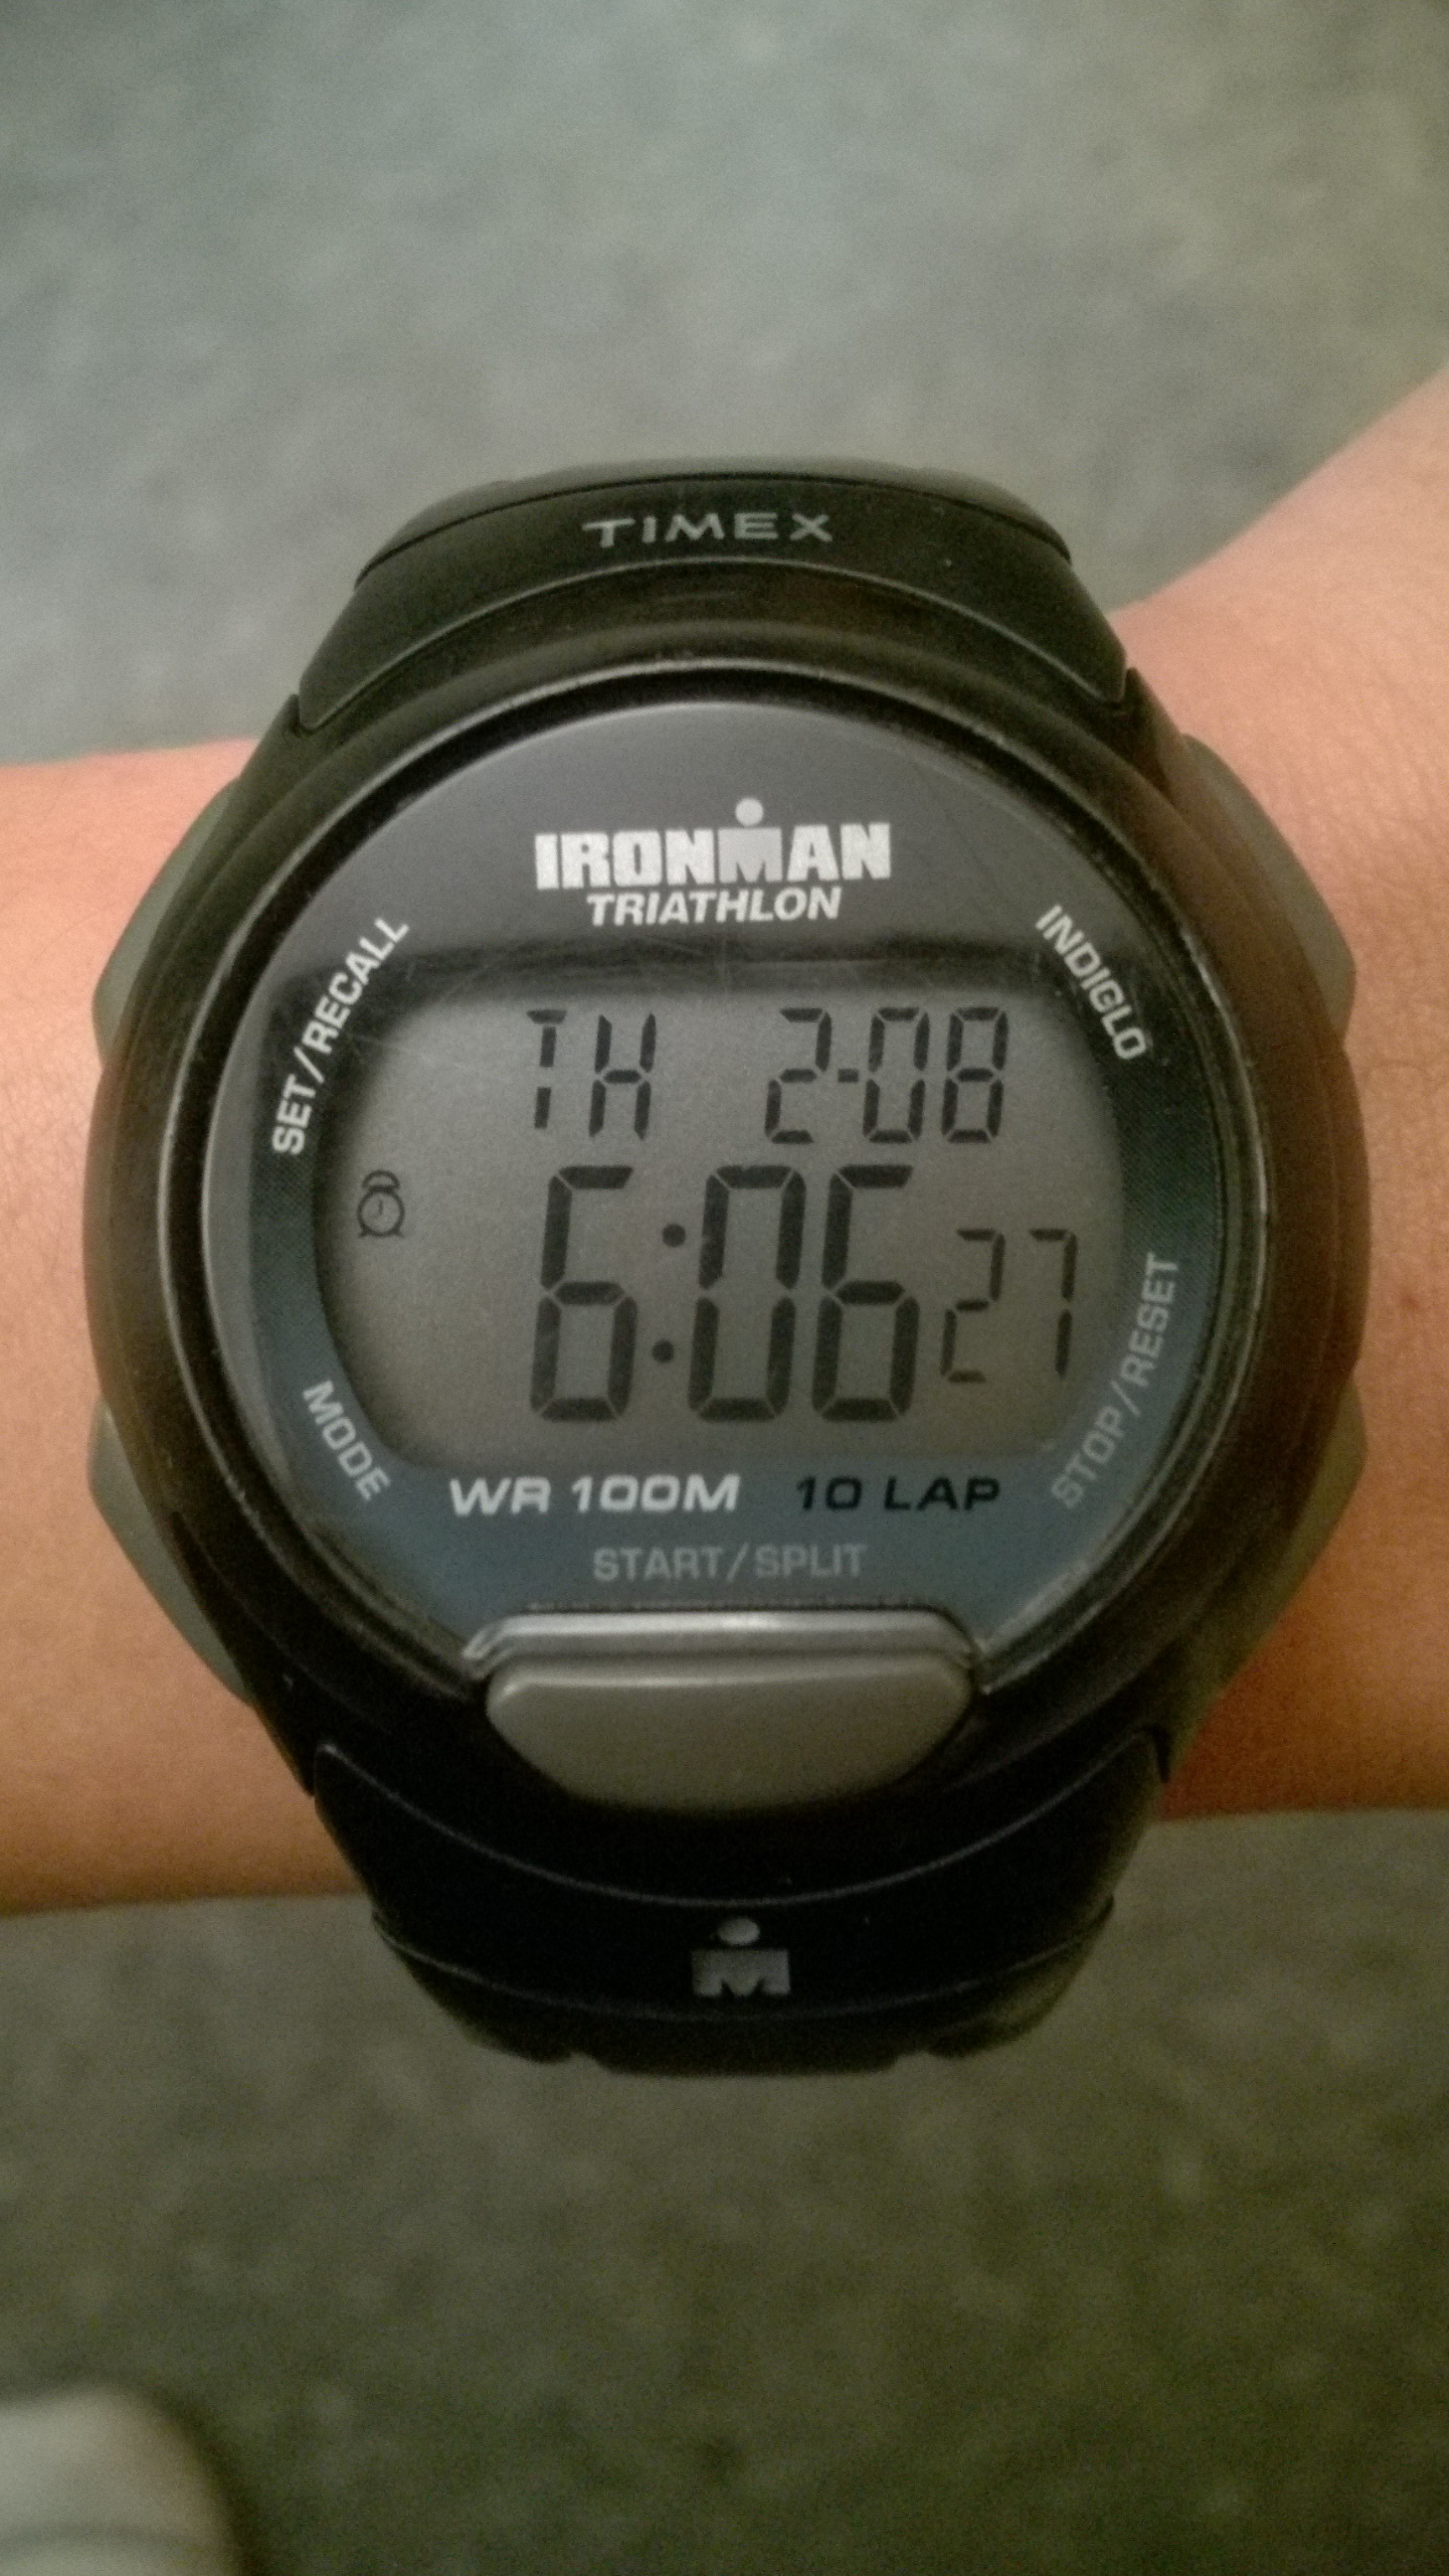 TIMEX
IRONMAN
TRIATHLON
SET/RECALL
INDIGLO
TH 2-08
6:06 27
MODE
STOP/RESET
WR 100M 10 LAP
START/SPLIT
M